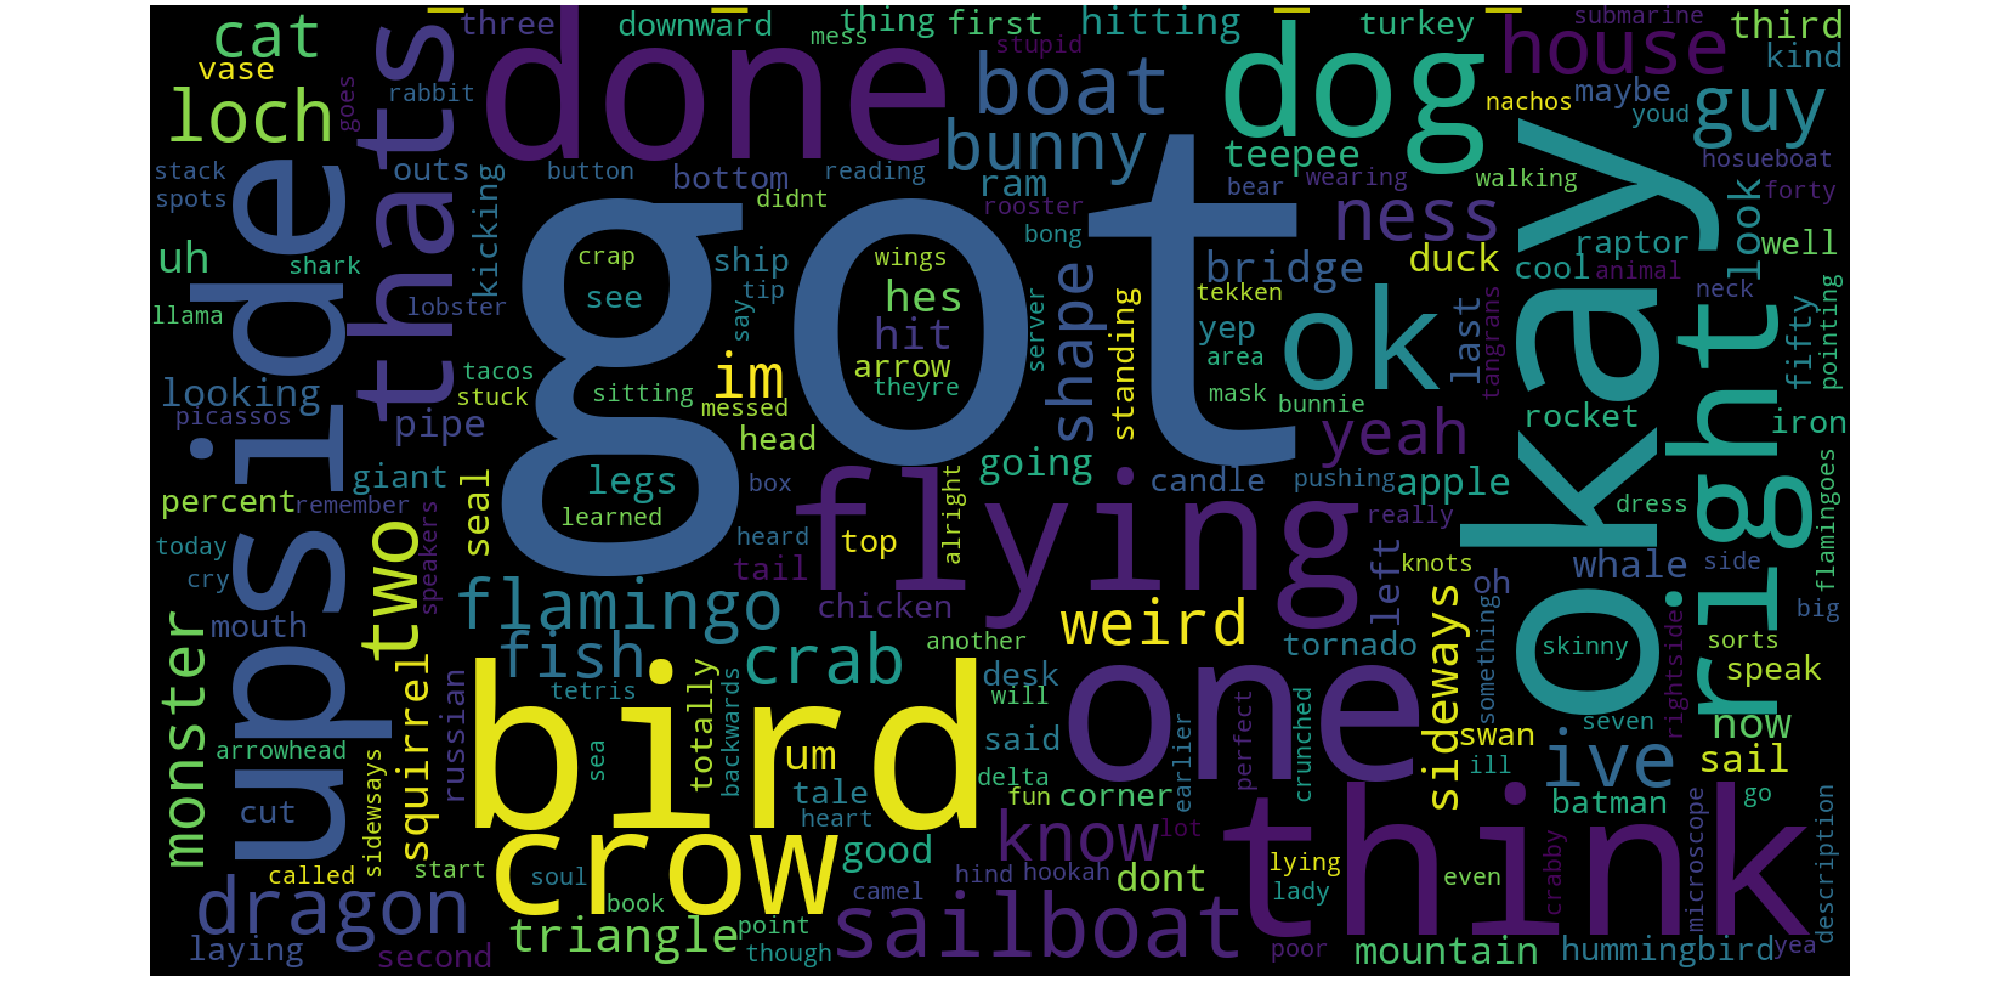 cat
three
downward
thing
mess
first
stupid
hitting
turkey
submarine
third
kind
vase
goes
thats
done
boat
dog
house
loch
rabbit
bunny
nachos
maybe
youd
guy
stack
spots
outs
kicking
button
bottom
didnt
reading
ram
rooster
bong
teepee
bear
wearing
walking
hosueboat
forty
upside
got
ness
okay
look
well
uh
shark
llama
lobster
crap
see
ship
tip
say
wings
hes
hit
arrow
theyre
server
shape
standing
bridge
tekken
duck
cool
raptor
animal
neck
yep
area
mask
ok
last
tangrans
right
fifty
pointing
looking
picassos
pipe
tacos
stuck
sitting
im
messed
head
bunnie
yeah
rocket
iron
giant
percent
remember
speakers
seal
legs
learned
box
heard
tail
top
alright
going
flying
candle
pushing
apple
really
dress
flamingoes
today
cry
two
flamingo
chicken
another
weird
left
knots
oh
whale
side
big
mouth
monster
squirrel
russian
fish
tetris
crab
totally
backwards
desk
will
tornado
sideways
something
skinny
rightside
sorts
speak
arrowhead
bird
sea
um
said
delta
earlier
perfect
crunched
one
swan
ill
seven
ive
now
sail
cut
sidewsays
tale
heart
fun
corner
batman
go
called
start
crow
good
know
lot
think
dragon
soul
book
camel
hind
hookah
dont
lying
lady
even
crabby
microscope
description
laying
second
triangle
point
though
sailboat
poor
mountain
hummingbird
yea